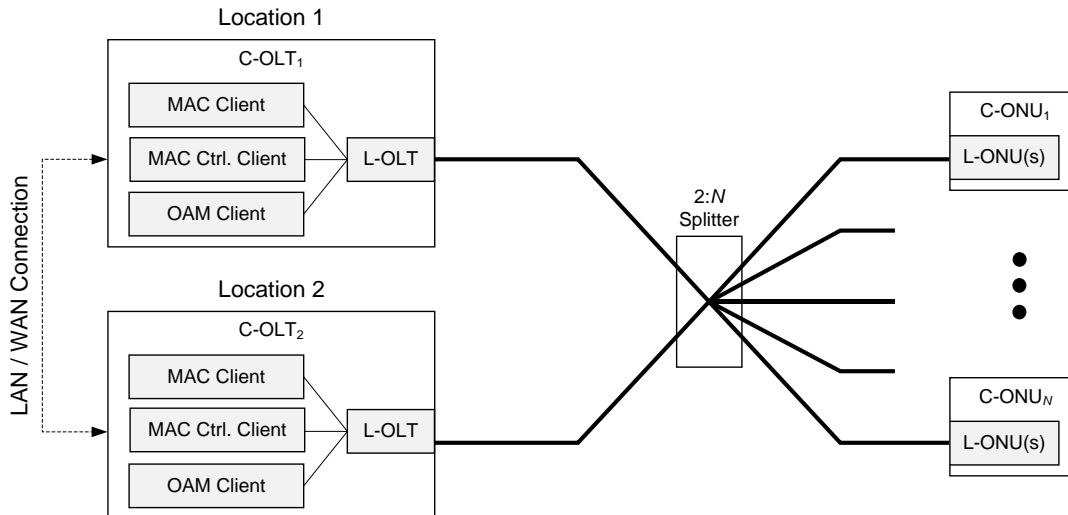 Location 1
C-OLT₁
MAC Client
MAC Ctrl. Client
OAM Client
L-OLT
LAN / WAN Connection
Location 2
C-OLT₂
MAC Client
MAC Ctrl. Client
OAM Client
L-OLT
2:N
Splitter
C-ONU₁
L-ONU(s)
C-ONU_N
L-ONU(s)